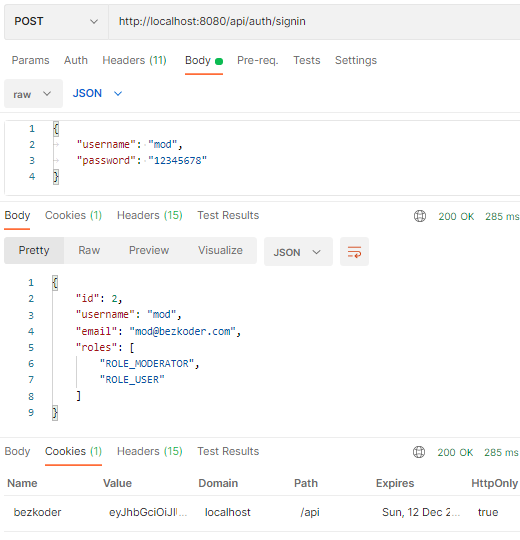 POST http://localhost:8080/api/auth/signin
Params Auth Headers (11) Body Pre-req. Tests Settings
raw JSON
1 {
2 "username": "mod",
3 "password": "12345678"
4 }
Body Cookies (1) Headers (15) Test Results 200 OK 285 ms
Pretty Raw Preview Visualize JSON
1 {
2 "id": 2,
3 "username": "mod",
4 "email": "mod@bezkoder.com",
5 "roles": [
6 "ROLE_MODERATOR",
7 "ROLE_USER"
8 ]
9 }
Body Cookies (1) Headers (15) Test Results 200 OK 285 ms
Name Value Domain Path Expires HttpOnly
bezkoder localhost /api Sun, 12 Dec 2... true